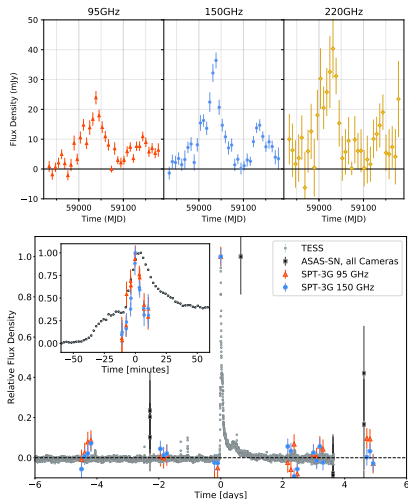 95GHz 150GHz 220GHz
50
40
30
20
10
0
−10
Flux Density (mJy)
59000 59100 59000 59100 59000 59100
Time (MJD) Time (MJD) Time (MJD)
1.0
0.8
0.6
0.4
0.2
0.0
Relative Flux Density
1.00
0.75
0.50
0.25
0.00
−50 −25 0 25 50
Time [minutes]
TESS
ASAS-SN, all Cameras
SPT-3G 95 GHz
SPT-3G 150 GHz
−6 −4 −2 0 2 4 6
Time [days]